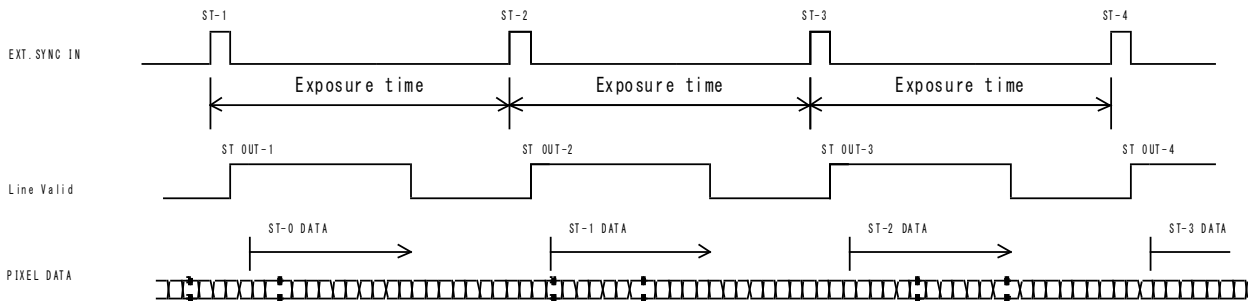 ST-1 ST-2 ST-3 ST-4
EXT.SYNC IN
Exposure time Exposure time Exposure time
ST OUT-1 ST OUT-2 ST OUT-3 ST OUT-4
Line Valid
ST-0 DATA ST-1 DATA ST-2 DATA ST-3 DATA
PIXEL DATA